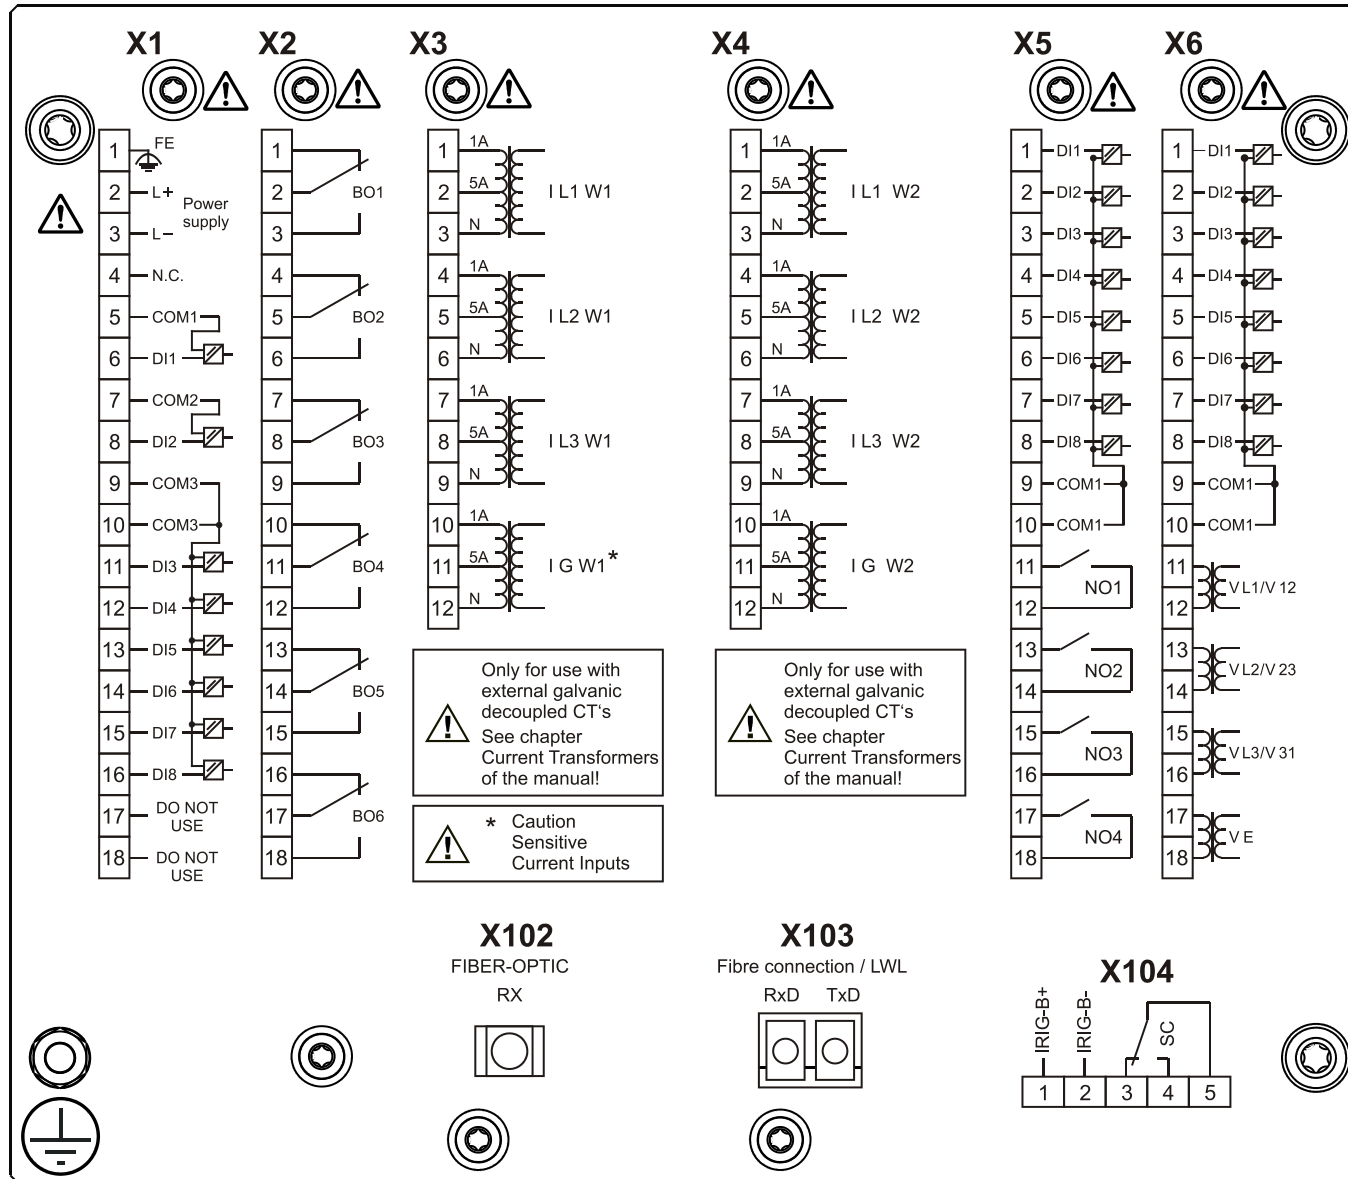 X1
1 FE
2 L+ Power supply
3 L–
4 N.C.
5 COM1
6 DI1
7 COM2
8 DI2
9 COM3
10 COM3
11 DI3
12 DI4
13 DI5
14 DI6
15 DI7
16 DI8
17 DO NOT
USE
18 DO NOT
USE
X2
1
2 BO1
3
4
5 BO2
6
7
8 BO3
9
10
11 BO4
12
13
14 BO5
15
16
17 BO6
18
X3
1 1A
2 5A I L1 W1
3 N
4 1A
5 5A I L2 W1
6 N
7 1A
8 5A I L3 W1
9 N
10 1A
11 5A I G W1*
12 N
Only for use with
external galvanic
decoupled CT‘s
See chapter
Current Transformers
of the manual!
* Caution
Sensitive
Current Inputs
X4
1 1A
2 5A I L1 W2
3 N
4 1A
5 5A I L2 W2
6 N
7 1A
8 5A I L3 W2
9 N
10 1A
11 5A I G W2
12 N
Only for use with
external galvanic
decoupled CT‘s
See chapter
Current Transformers
of the manual!
X5
1 DI1
2 DI2
3 DI3
4 DI4
5 DI5
6 DI6
7 DI7
8 DI8
9 COM1
10 COM1
11
NO1
12
13
NO2
14
15
NO3
16
17
NO4
18
X6
1 DI1
2 DI2
3 DI3
4 DI4
5 DI5
6 DI6
7 DI7
8 DI8
9 COM1
10 COM1
11
V L1/V 12
12
13
V L2/V 23
14
15
V L3/V 31
16
17
V E
18
X102
FIBER-OPTIC
RX
X103
Fibre connection / LWL
RxD TxD
X104
IRIG-B+
IRIG-B-
SC
1 2 3 4 5